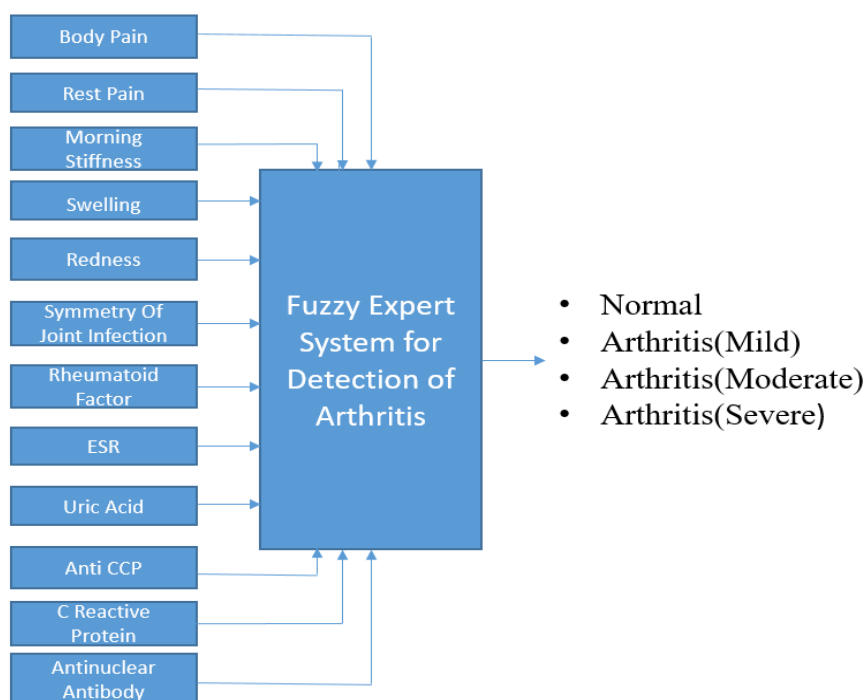 Body Pain
Rest Pain
Morning
Stiffness
Swelling
Redness
Symmetry Of
Joint Infection
Rheumatoid
Factor
ESR
Uric Acid
Anti CCP
C Reactive
Protein
Antinuclear
Antibody
Fuzzy Expert
System for
Detection of
Arthritis
• Normal
• Arthritis(Mild)
• Arthritis(Moderate)
• Arthritis(Severe)